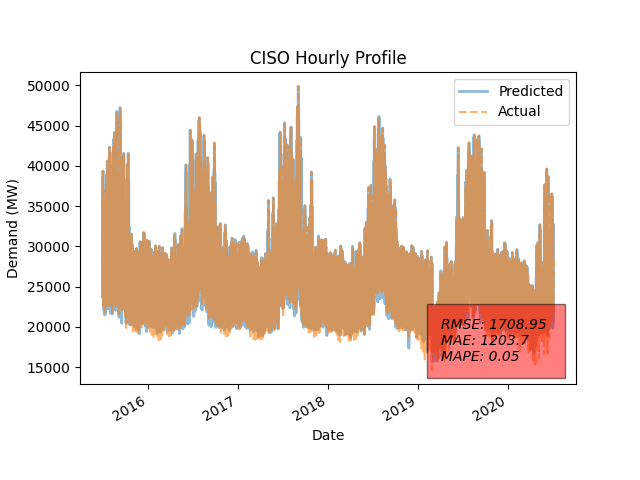 CISO Hourly Profile
50000
45000
40000
35000
30000
25000
20000
15000
Demand (MW)
Predicted
Actual
RMSE: 1708.95
MAE: 1203.7
MAPE: 0.05
2016
2017
2018
2019
2020
Date